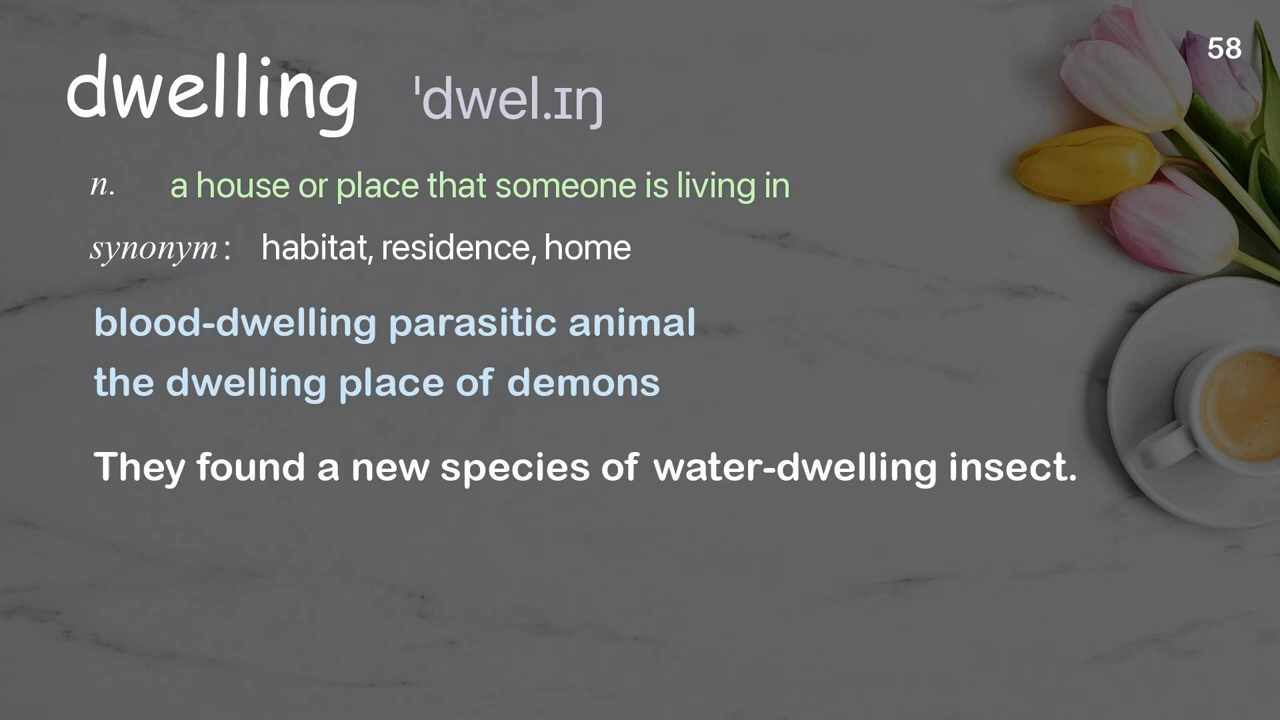 58
dwelling ˈdwel.ɪŋ
n. a house or place that someone is living in
synonym: habitat, residence, home
blood-dwelling parasitic animal
the dwelling place of demons
They found a new species of water-dwelling insect.